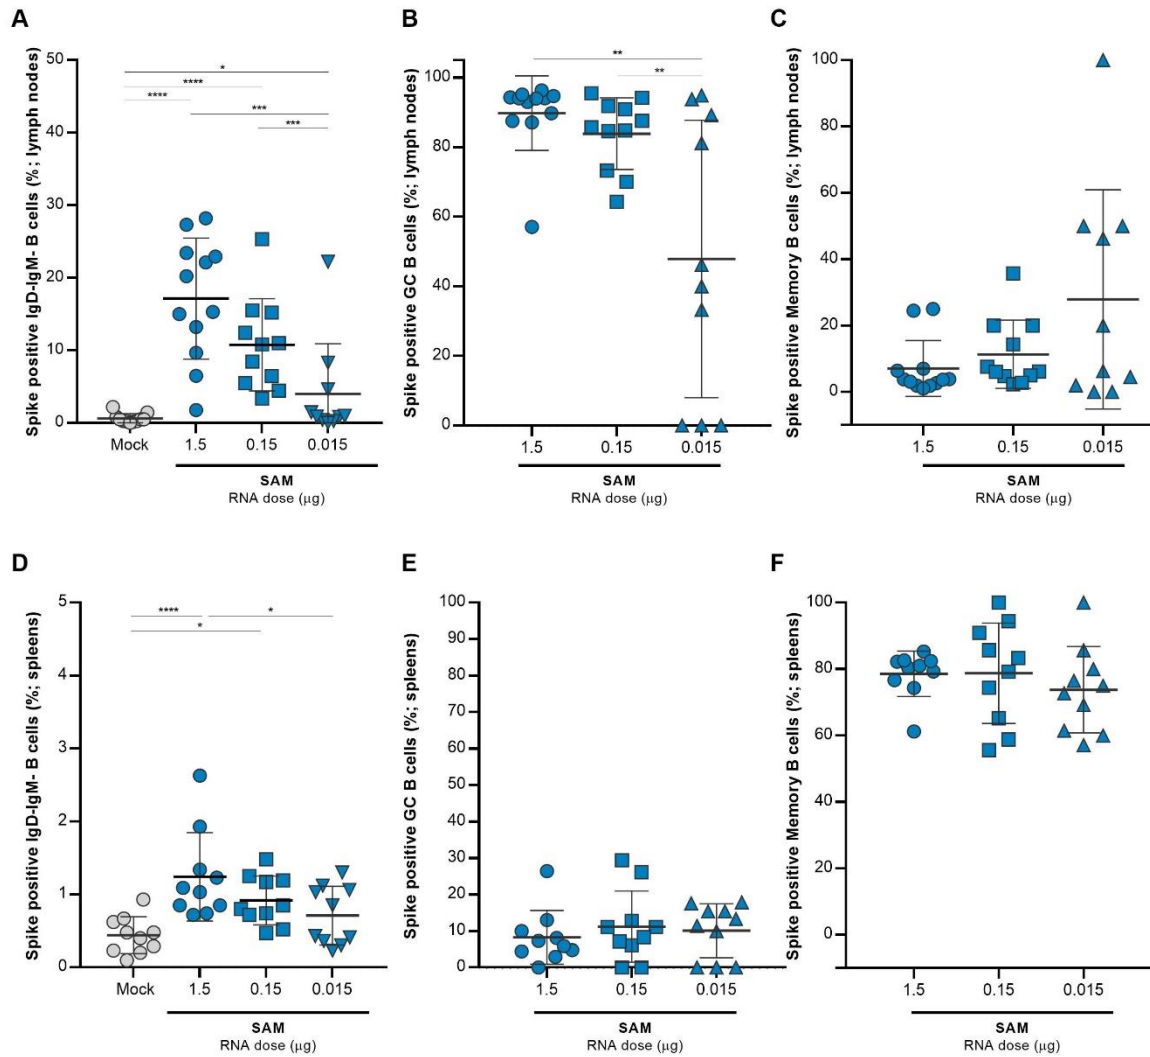 A
Spike positive IgD-IgM- B cells (%; lymph nodes)
50
40
30
20
10
0
*
****
****
***
***
Mock
1.5
0.15
0.015
SAM
RNA dose (μg)
B
Spike positive GC B cells (%; lymph nodes)
100
80
60
40
20
0
**
**
1.5
0.15
0.015
SAM
RNA dose (μg)
C
Spike positive Memory B cells (%; lymph nodes)
100
80
60
40
20
0
1.5
0.15
0.015
SAM
RNA dose (μg)
D
Spike positive IgD-IgM- B cells (%; spleens)
5
4
3
2
1
0
****
*
*
Mock
1.5
0.15
0.015
SAM
RNA dose (μg)
E
Spike positive GC B cells (%; spleens)
100
90
80
70
60
50
40
30
20
10
0
1.5
0.15
0.015
SAM
RNA dose (μg)
F
Spike positive Memory B cells (%; spleens)
100
80
60
40
20
0
1.5
0.15
0.015
SAM
RNA dose (μg)